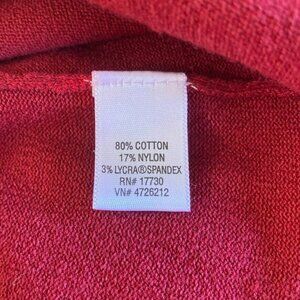 80% COTTON
17% NYLON
3% LYCRA®SPANDEX
RN# 17730
VN# 4726212